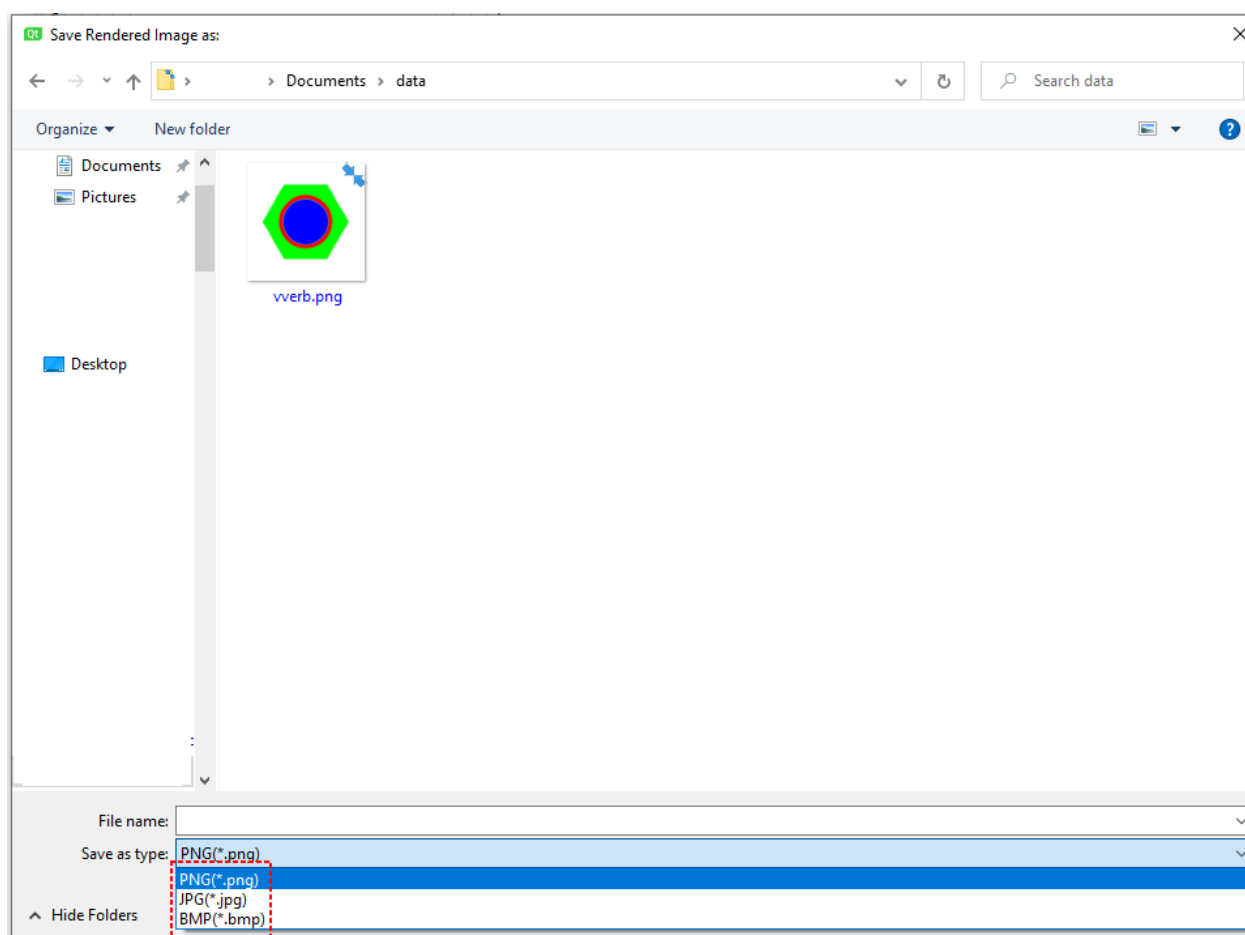 Qt Save Rendered Image as:
Documents data
Search data
Organize New folder
?
Documents
Pictures
vverb.png
Desktop
File name:
Save as type: PNG(*.png)
PNG(*.png)
JPG(*.jpg)
BMP(*.bmp)
Hide Folders